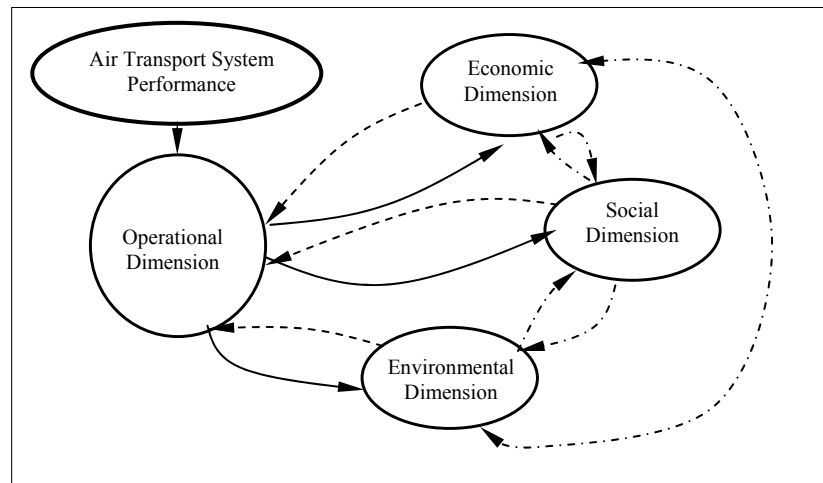 Air Transport System
Performance
Economic
Dimension
Operational
Dimension
Social
Dimension
Environmental
Dimension